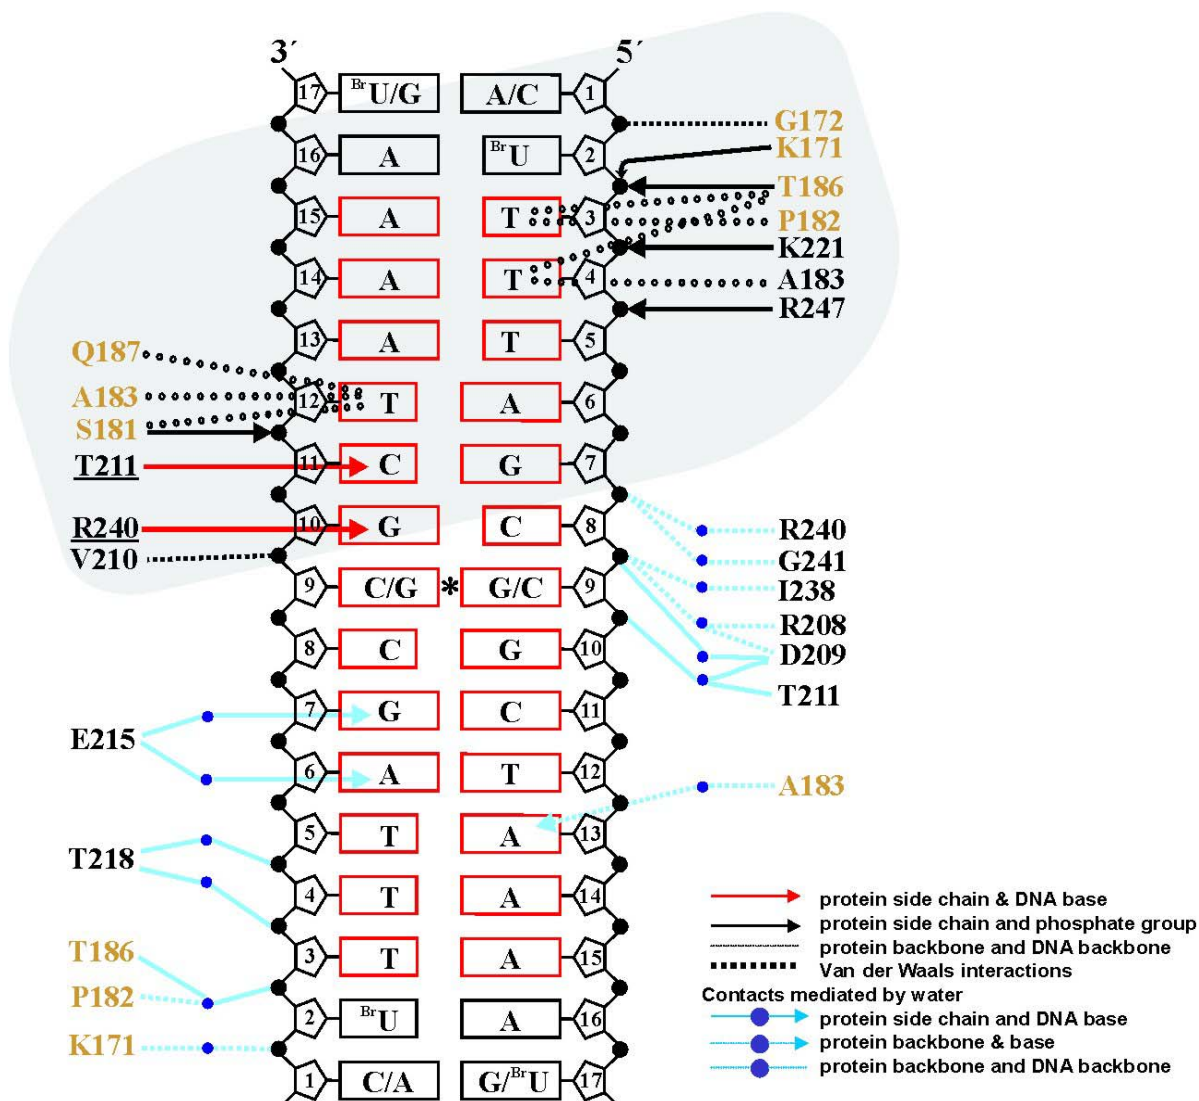 3´ 5´
17 BrU/G A/C 1
G172
K171
16 A BrU 2
T186
15 A T 3 P182
K221
14 A T 4 A183
R247
13 A T 5
Q187
A183 12 T A 6
S181
T211 11 C G 7
R240 10 G C 8 R240
V210
G241
9 C/G * G/C 9 I238
R208
8 C G 10 D209
T211
7 G C 11
E215
6 A T 12 A183
5 T A 13
T218
4 T A 14
T186 3 T A 15
P182
2 BrU A 16
K171
1 C/A G/BrU 17
protein side chain & DNA base
protein side chain and phosphate group
protein backbone and DNA backbone
Van der Waals interactions
Contacts mediated by water
protein side chain and DNA base
protein backbone & base
protein backbone and DNA backbone